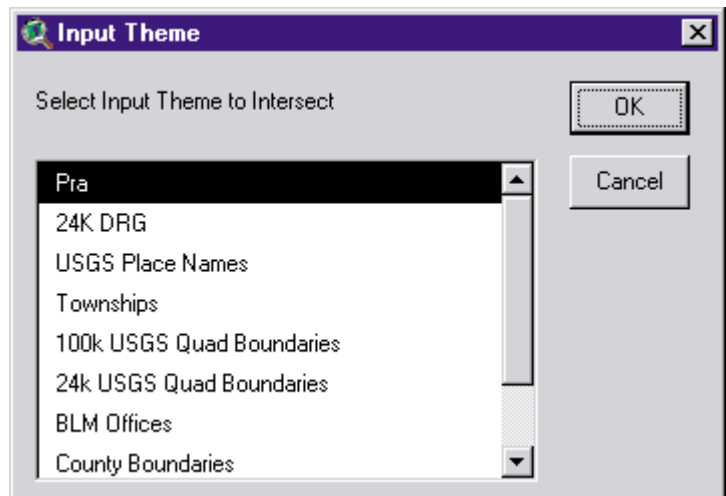 Input Theme
Select Input Theme to Intersect
OK
Cancel
Pra
24K DRG
USGS Place Names
Townships
100k USGS Quad Boundaries
24k USGS Quad Boundaries
BLM Offices
County Boundaries